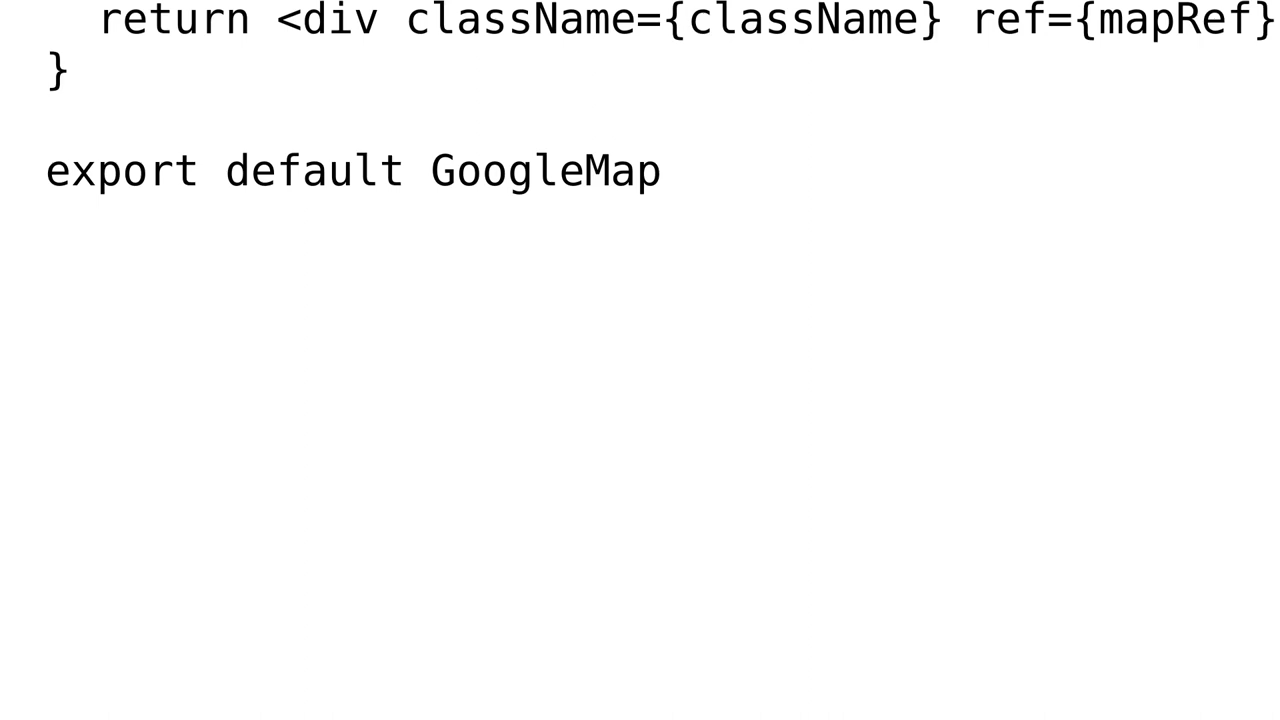 return <div className={className} ref={mapRef}
}
export default GoogleMap